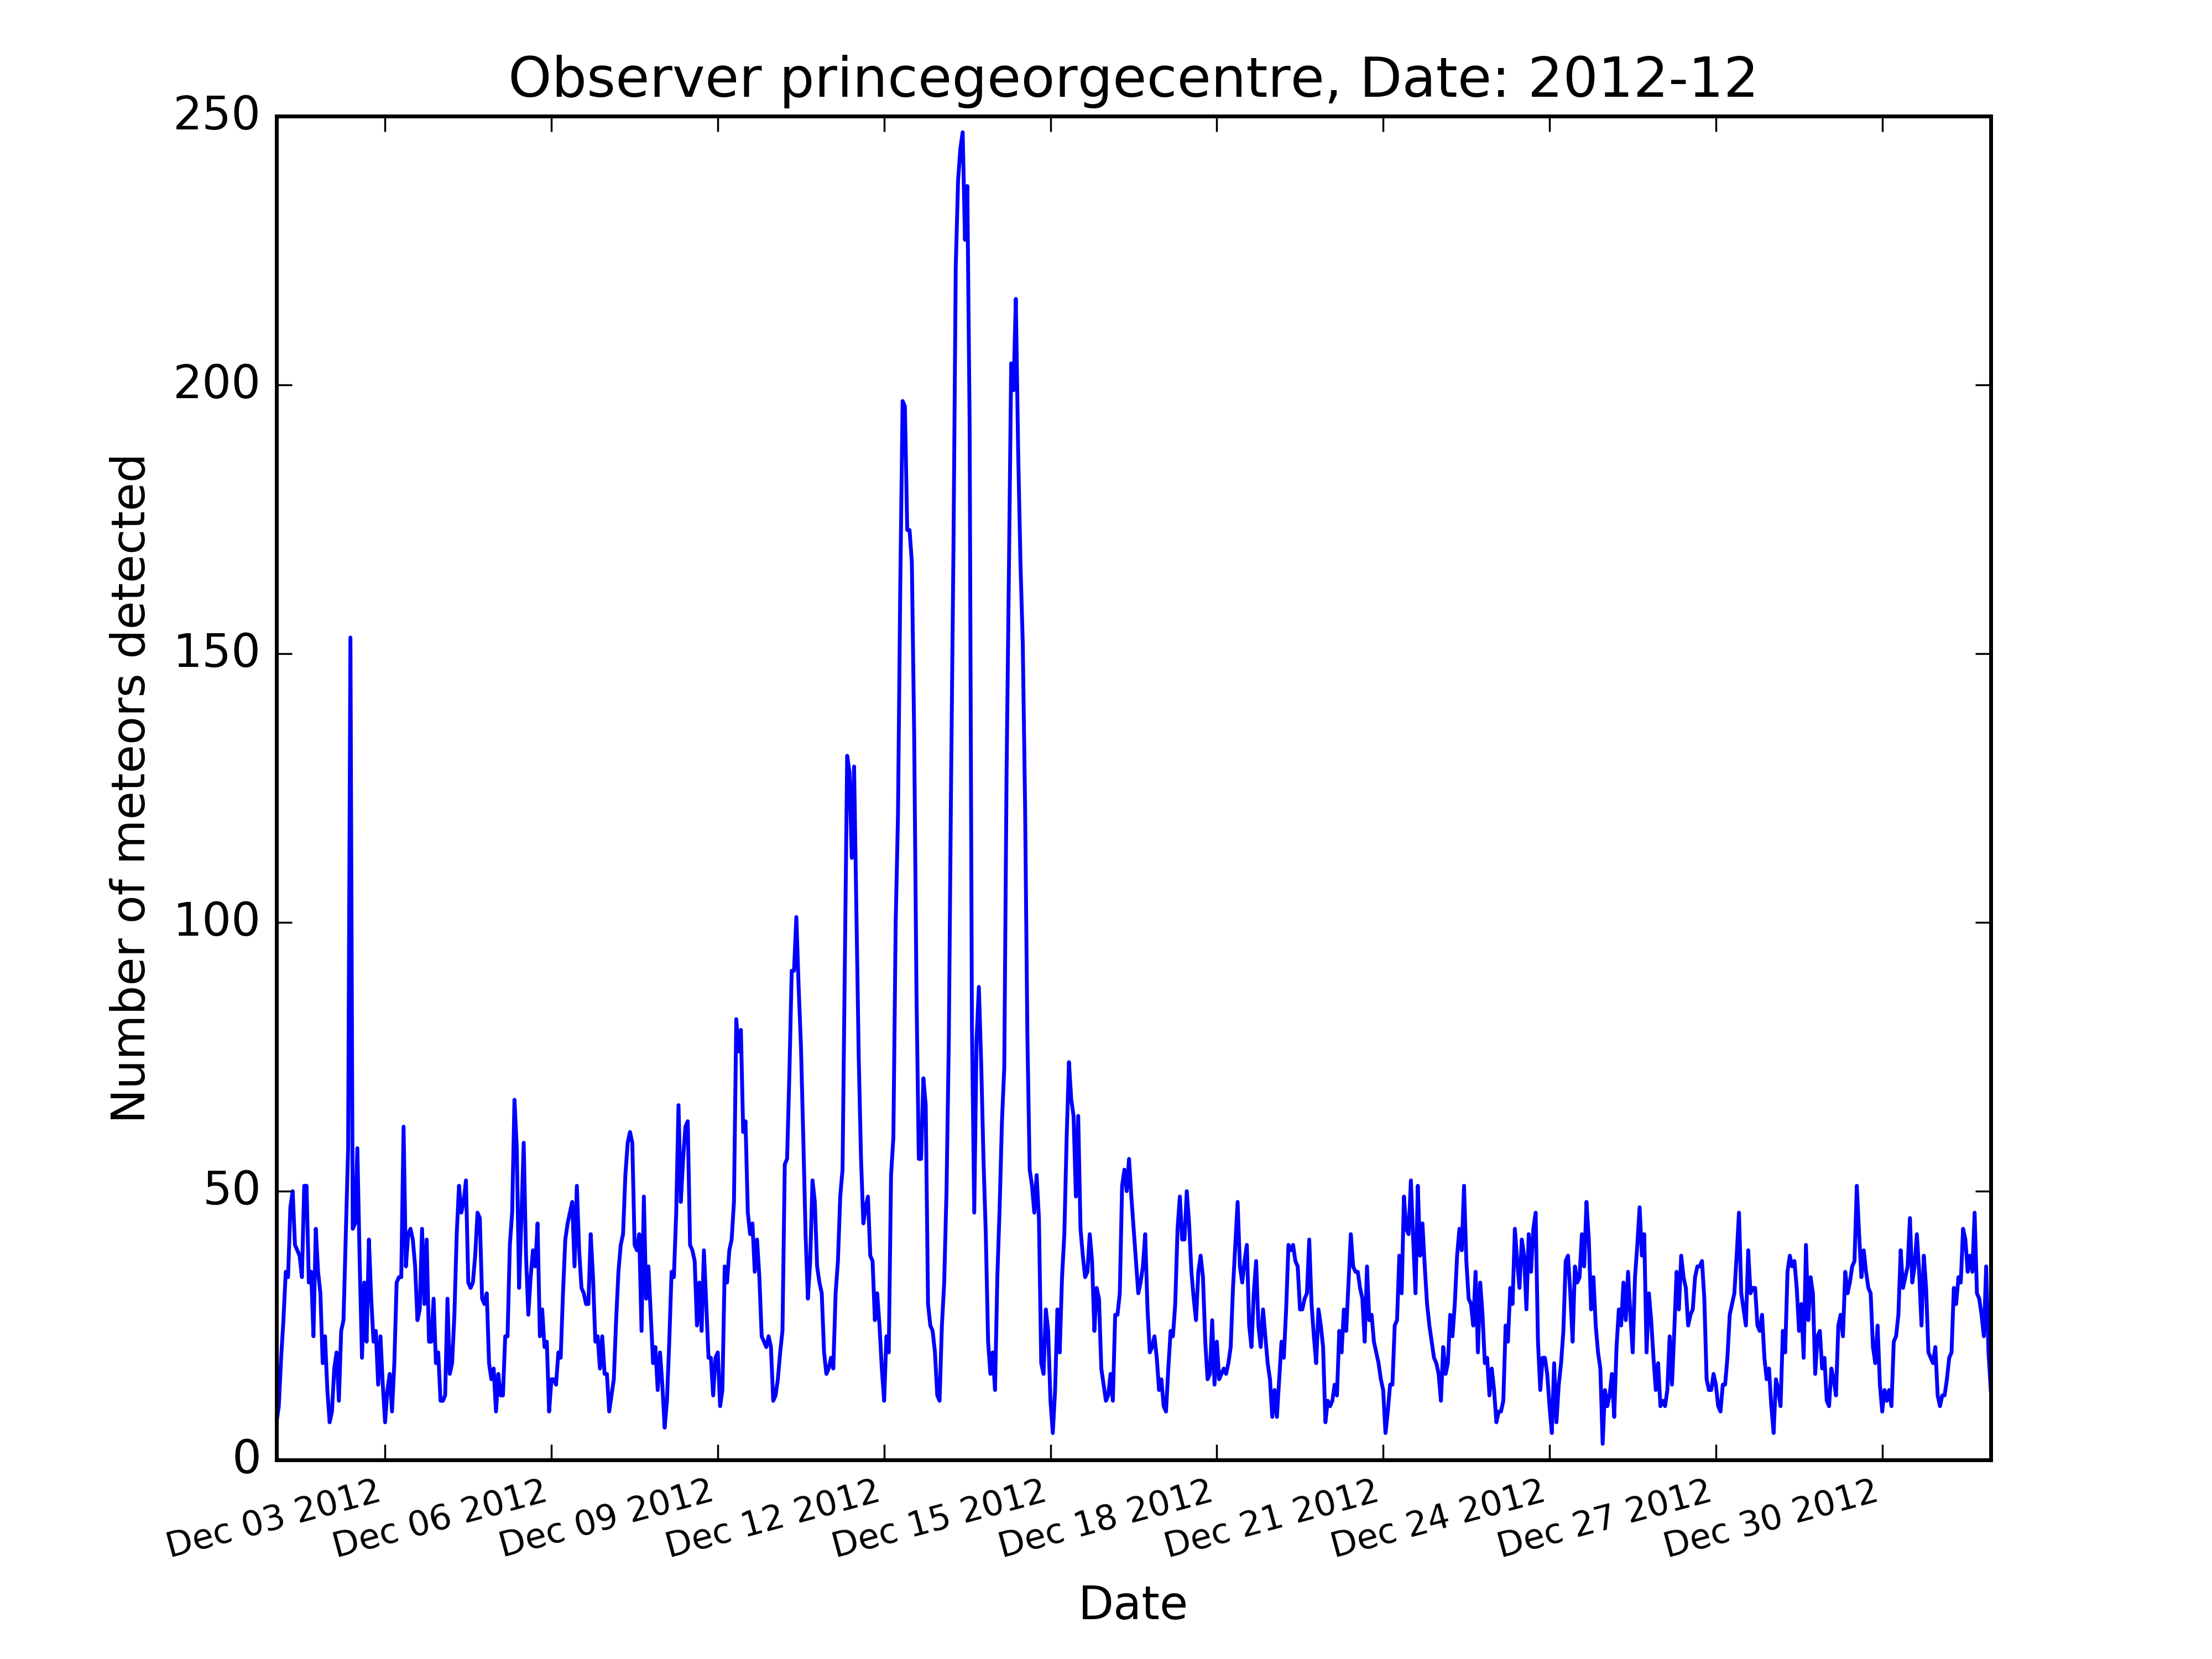 Observer princegeorgecentre, Date: 2012-12
250
200
150
100
50
0
Number of meteors detected
Dec 03 2012
Dec 06 2012
Dec 09 2012
Dec 12 2012
Dec 15 2012
Dec 18 2012
Dec 21 2012
Dec 24 2012
Dec 27 2012
Dec 30 2012
Date